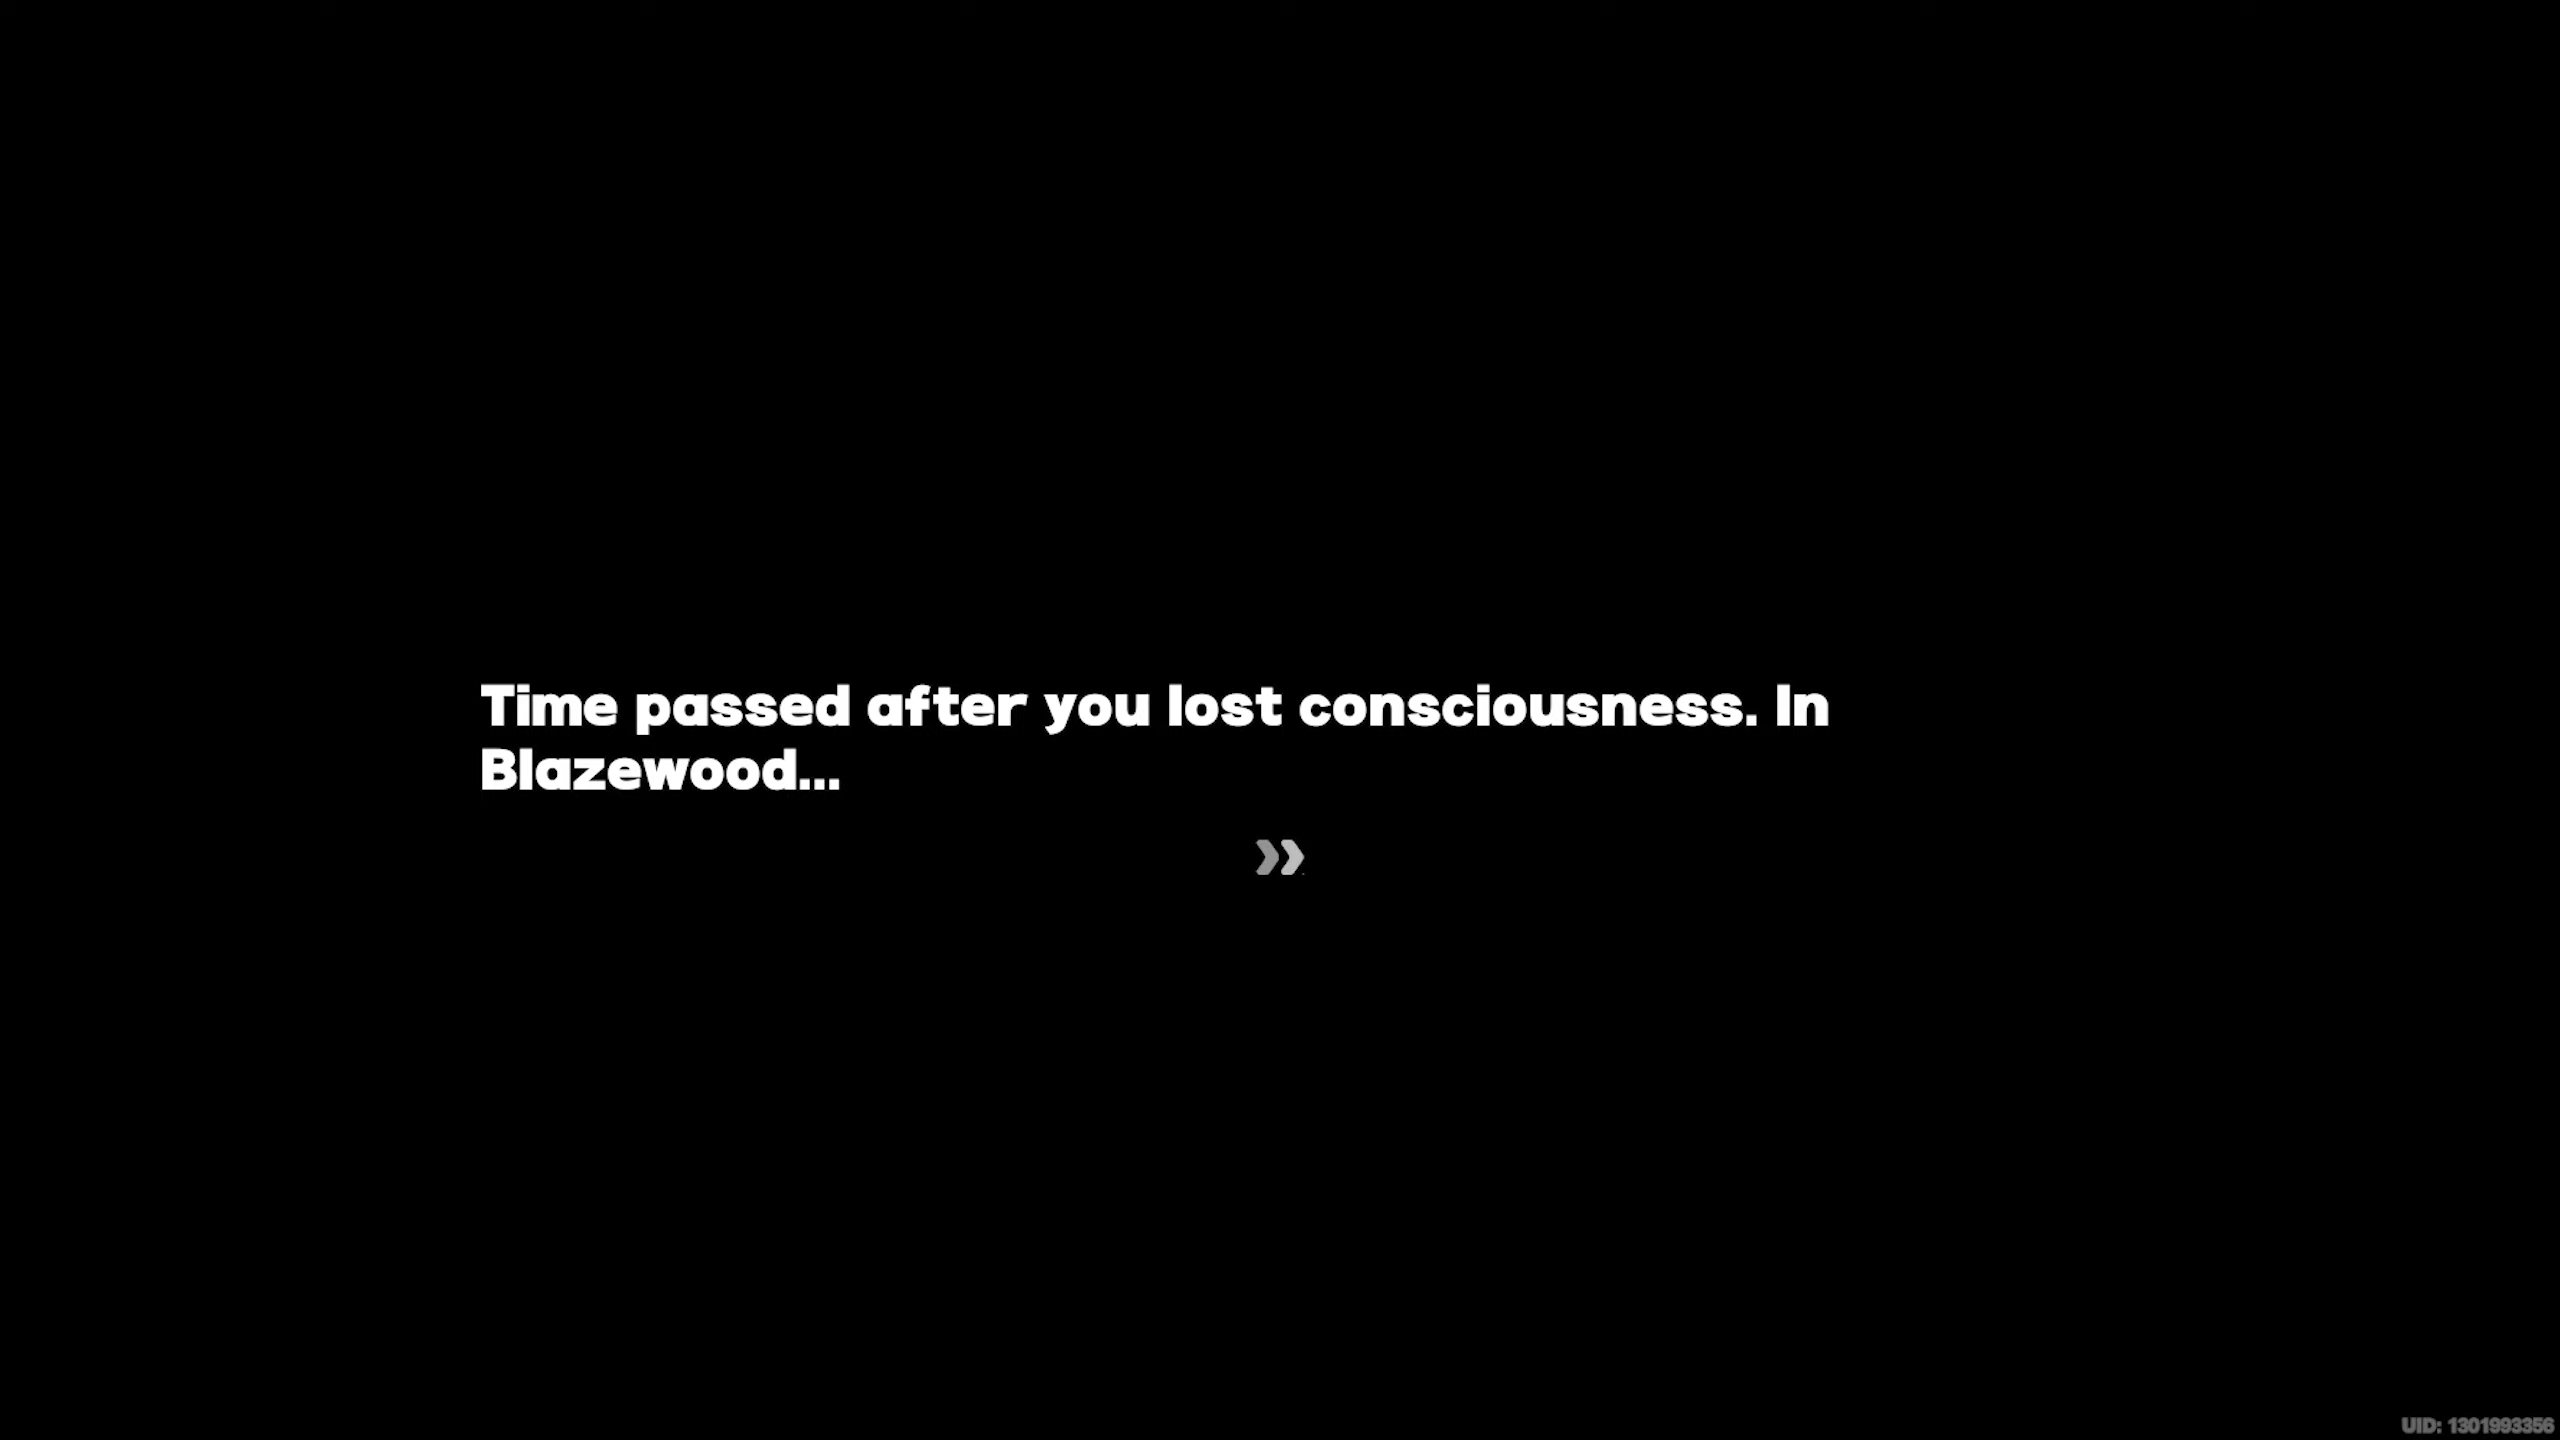 Time passed after you lost consciousness. In
Blazewood...
UID: 1301993356